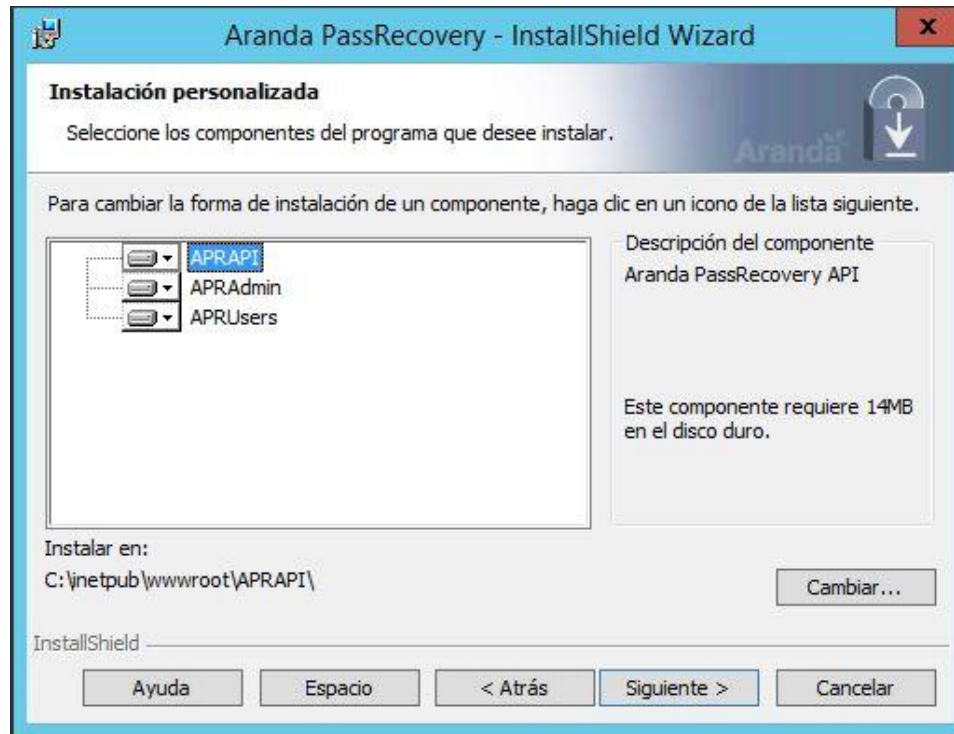 Aranda PassRecovery - InstallShield Wizard
x
Instalación personalizada
Seleccione los componentes del programa que desee instalar.
Aranda
Para cambiar la forma de instalación de un componente, haga clic en un icono de la lista siguiente.
APRAPI
APRAdmin
APRUsers
Descripción del componente
Aranda PassRecovery API
Este componente requiere 14MB
en el disco duro.
Instalar en:
C:\inetpub\wwwroot\APRAPI\
Cambiar...
InstallShield
Ayuda
Espacio
< Atrás
Siguiente >
Cancelar